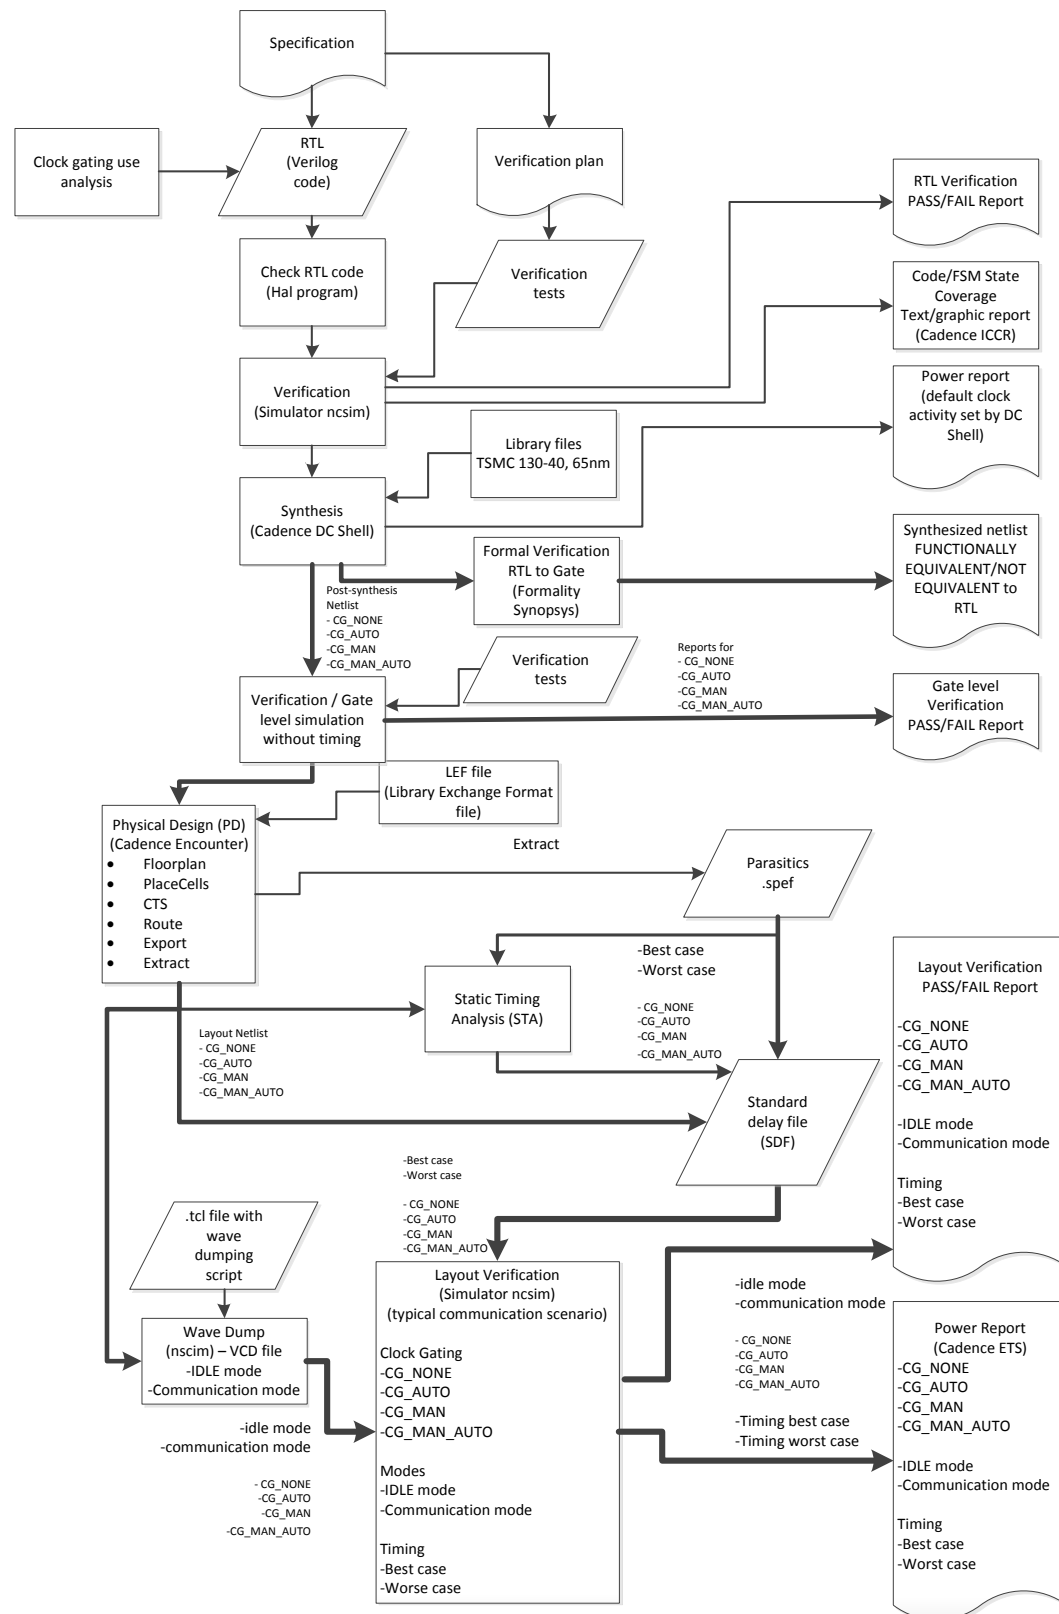 Specification
Clock gating use
analysis
RTL
(Verilog
code)
Verification plan
RTL Verification
PASS/FAIL Report
Check RTL code
(Hal program)
Verification
tests
Code/FSM State
Coverage
Text/graphic report
(Cadence ICCR)
Verification
(Simulator ncsim)
Power report
(default clock
activity set by DC
Shell)
Library files
TSMC 130-40, 65nm
Synthesis
(Cadence DC Shell)
Formal Verification
RTL to Gate
(Formality
Synopsys)
Synthesized netlist
FUNCTIONALLY
EQUIVALENT/NOT
EQUIVALENT to
RTL
Post-synthesis
Netlist
- CG_NONE
-CG_AUTO
-CG_MAN
-CG_MAN_AUTO
Verification
tests
Reports for
- CG_NONE
-CG_AUTO
-CG_MAN
-CG_MAN_AUTO
Verification / Gate
level simulation
without timing
Gate level
Verification
PASS/FAIL Report
LEF file
(Library Exchange Format
file)
Physical Design (PD)
(Cadence Encounter)
• Floorplan
• PlaceCells
• CTS
• Route
• Export
• Extract
Extract
Parasitics
.spef
-Best case
-Worst case
- CG_NONE
-CG_AUTO
-CG_MAN
-CG_MAN_AUTO
Static Timing
Analysis (STA)
Layout Netlist
- CG_NONE
-CG_AUTO
-CG_MAN
-CG_MAN_AUTO
Standard
delay file
(SDF)
Layout Verification
PASS/FAIL Report
-CG_NONE
-CG_AUTO
-CG_MAN
-CG_MAN_AUTO
-IDLE mode
-Communication mode
Timing
-Best case
-Worst case
-Best case
-Worst case
- CG_NONE
-CG_AUTO
-CG_MAN
-CG_MAN_AUTO
.tcl file with
wave
dumping
script
Wave Dump
(nscim) – VCD file
-IDLE mode
-Communication mode
-idle mode
-communication mode
- CG_NONE
-CG_AUTO
-CG_MAN
-CG_MAN_AUTO
Layout Verification
(Simulator ncsim)
(typical communication scenario)
Clock Gating
-CG_NONE
-CG_AUTO
-CG_MAN
-CG_MAN_AUTO
Modes
-IDLE mode
-Communication mode
Timing
-Best case
-Worse case
-idle mode
-communication mode
- CG_NONE
-CG_AUTO
-CG_MAN
-CG_MAN_AUTO
-Timing best case
-Timing worst case
Power Report
(Cadence ETS)
-CG_NONE
-CG_AUTO
-CG_MAN
-CG_MAN_AUTO
-IDLE mode
-Communication mode
Timing
-Best case
-Worst case